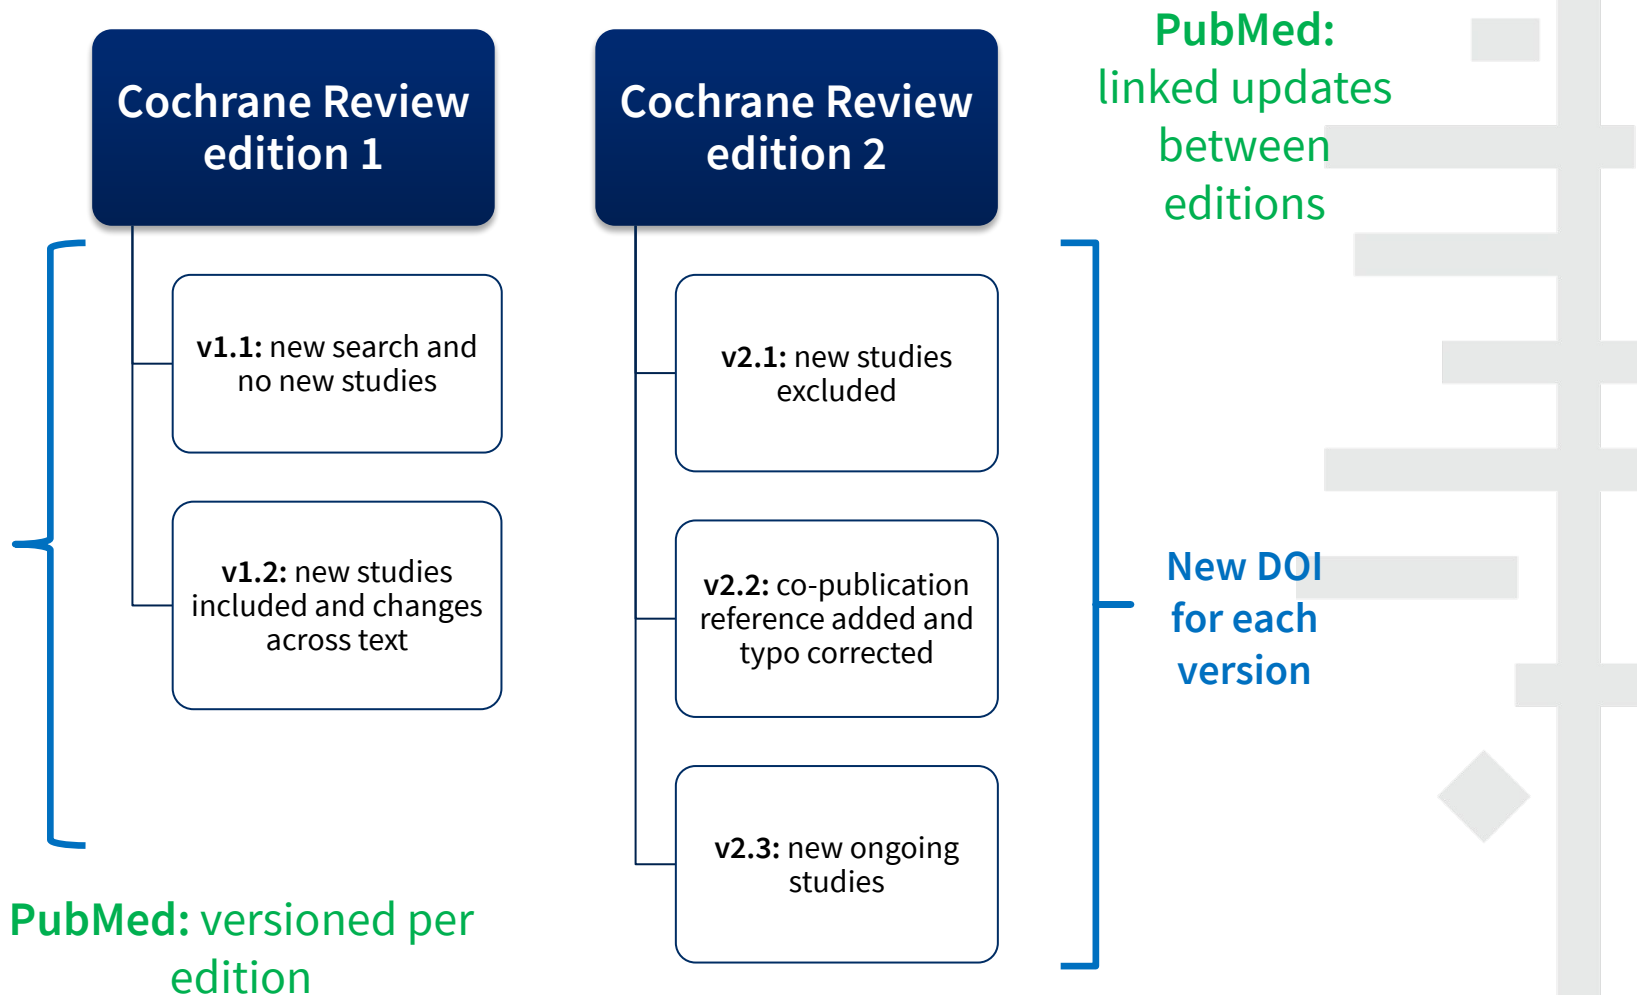 Cochrane Review
edition 1
v1.1: new search and
no new studies
v1.2: new studies
included and changes
across text
PubMed: versioned per
edition
Cochrane Review
edition 2
v2.1: new studies
excluded
v2.2: co-publication
reference added and
typo corrected
v2.3: new ongoing
studies
PubMed:
linked updates
between
editions
New DOI
for each
version